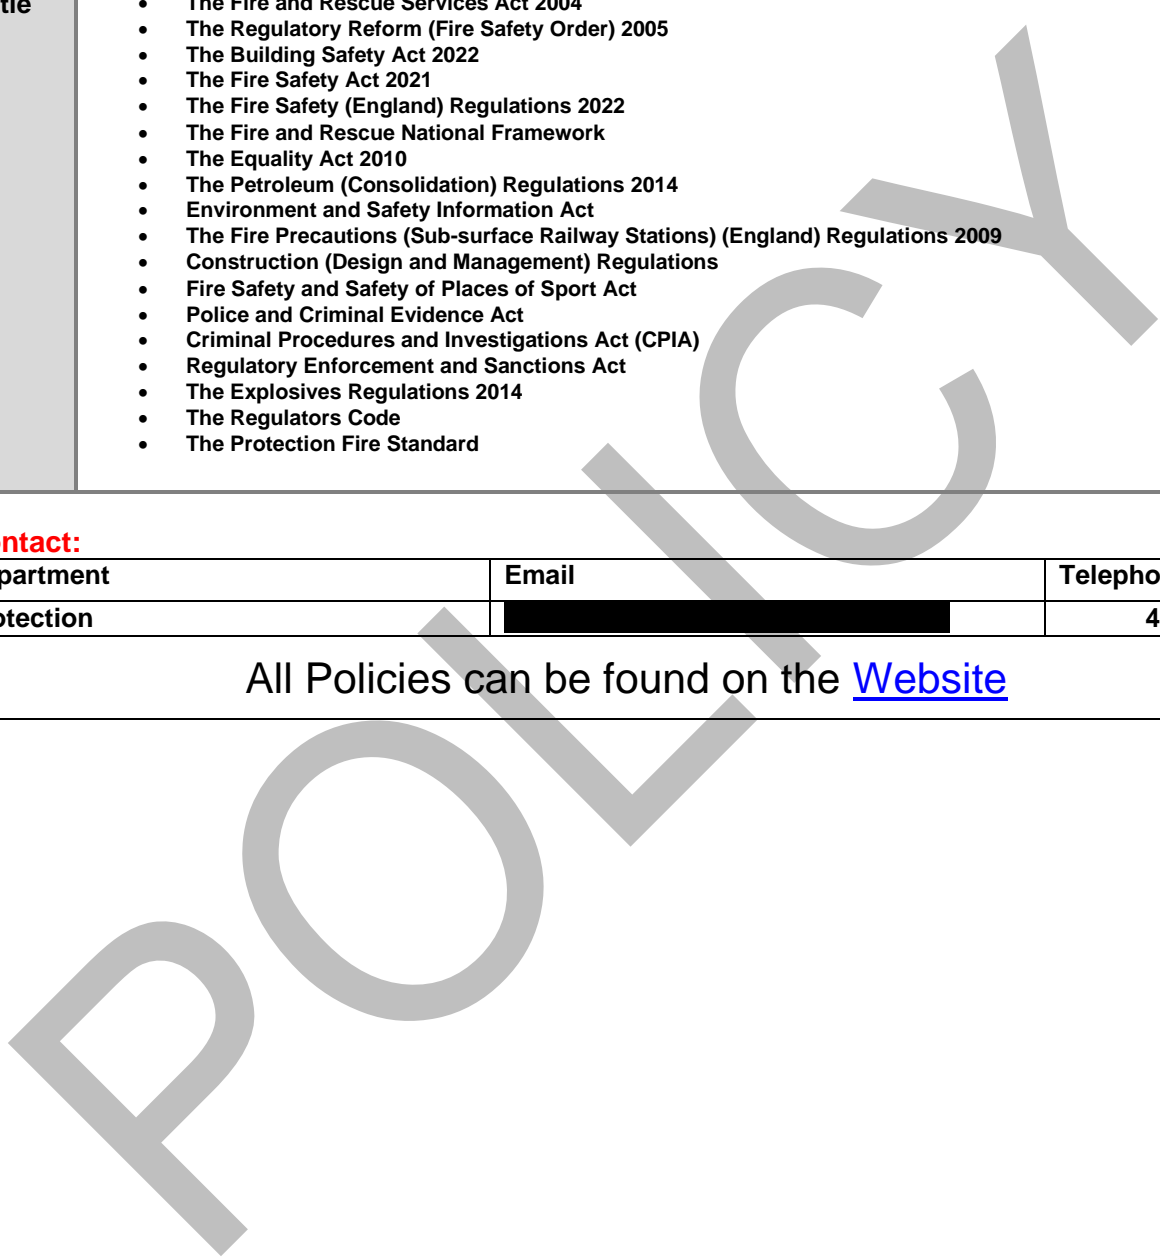 tle
• The Fire and Rescue Services Act 2004
• The Regulatory Reform (Fire Safety Order) 2005
• The Building Safety Act 2022
• The Fire Safety Act 2021
• The Fire Safety (England) Regulations 2022
• The Fire and Rescue National Framework
• The Equality Act 2010
• The Petroleum (Consolidation) Regulations 2014
• Environment and Safety Information Act
• The Fire Precautions (Sub-surface Railway Stations) (England) Regulations 2009
• Construction (Design and Management) Regulations
• Fire Safety and Safety of Places of Sport Act
• Police and Criminal Evidence Act
• Criminal Procedures and Investigations Act (CPIA)
• Regulatory Enforcement and Sanctions Act
• The Explosives Regulations 2014
• The Regulators Code
• The Protection Fire Standard
ntact:
partment Email Telepho
otection 4
All Policies can be found on the Website
POLICY